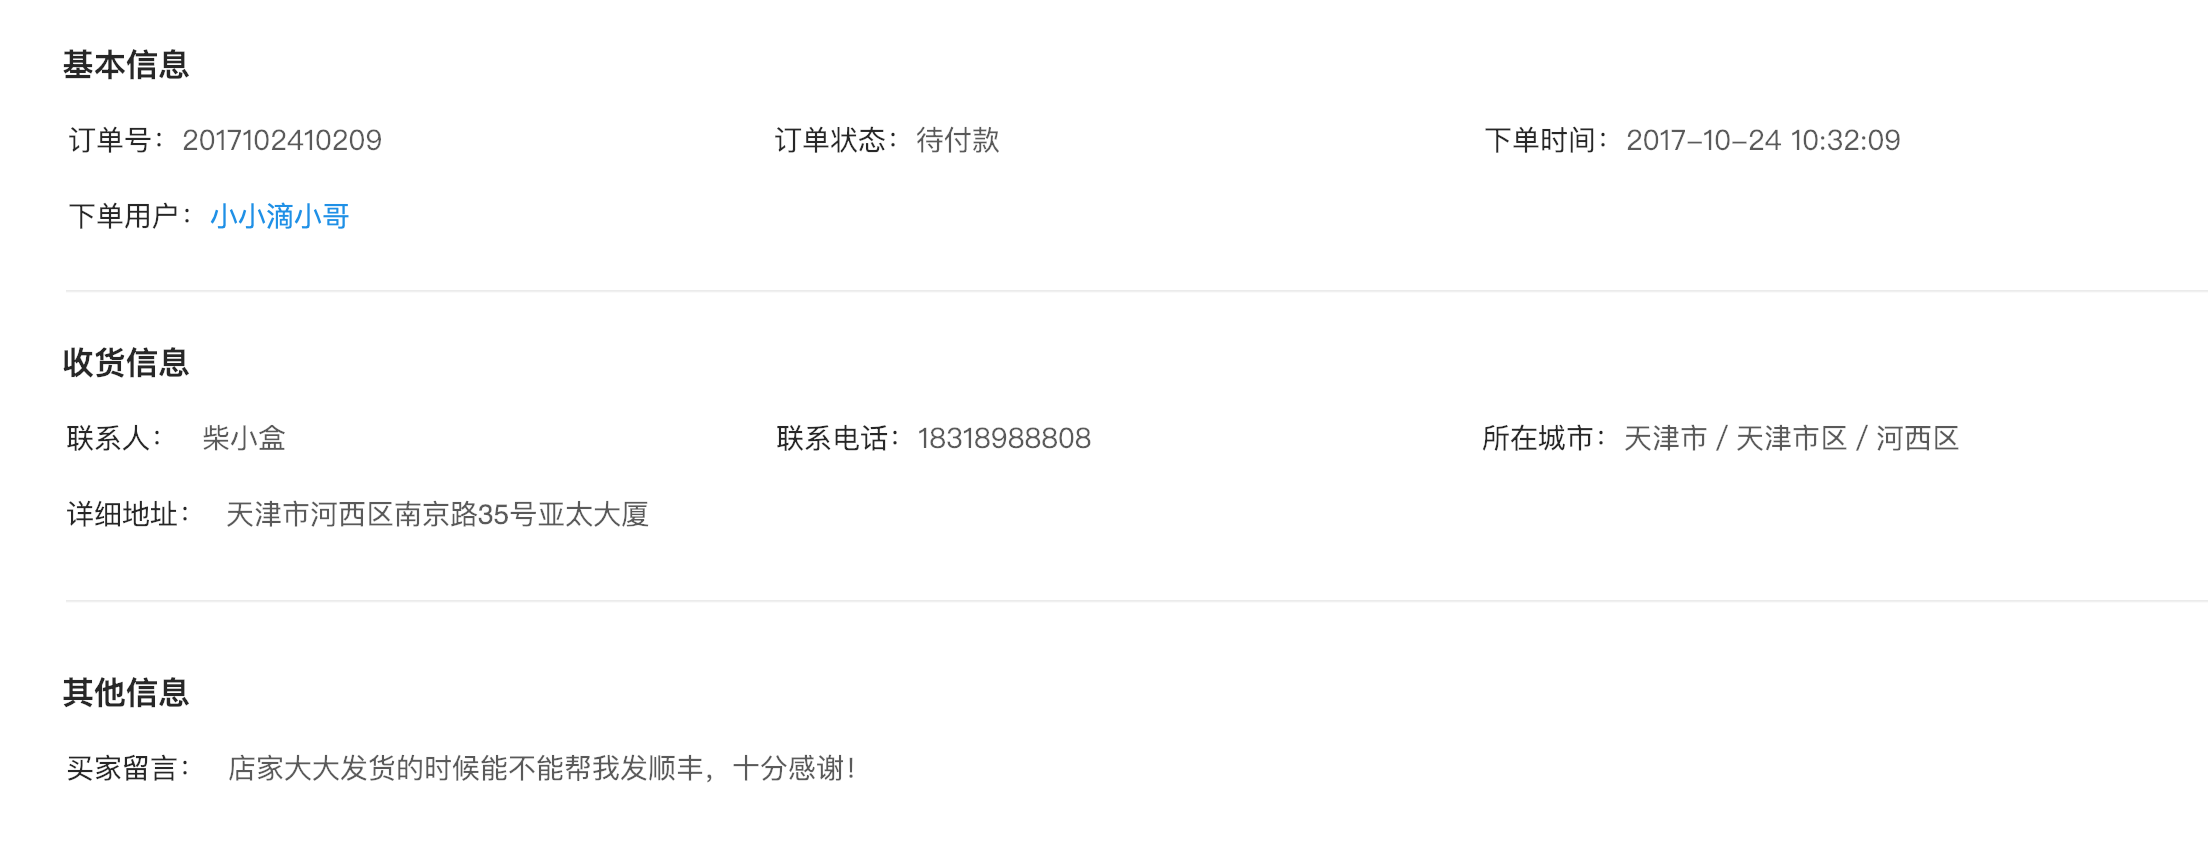 基本信息
订单号：2017102410209 订单状态：待付款 下单时间：2017-10-24 10:32:09
下单用户：小小滴小哥
收货信息
联系人： 柴小盒 联系电话：18318988808 所在城市：天津市 / 天津市区 / 河西区
详细地址： 天津市河西区南京路35号亚太大厦
其他信息
买家留言： 店家大大发货的时候能不能帮我发顺丰，十分感谢！